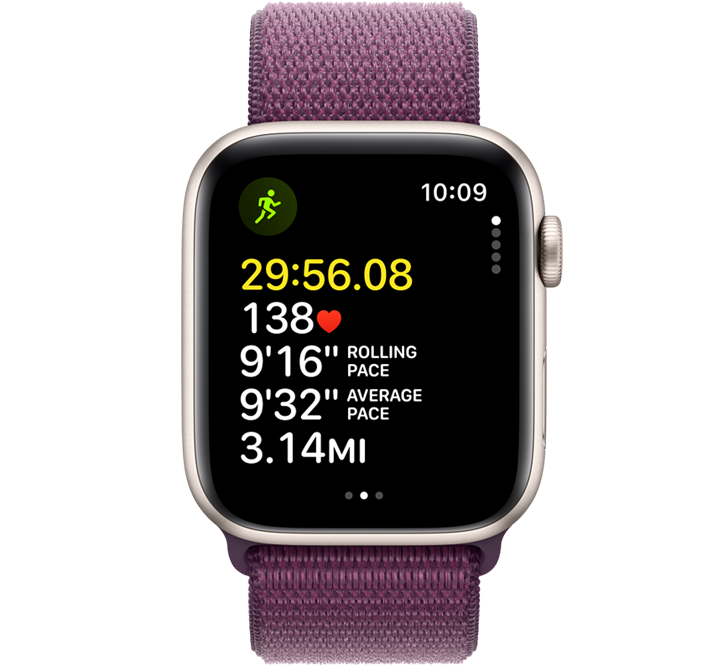 10:09
29:56.08
138
9'16" ROLLING PACE
9'32" AVERAGE PACE
3.14MI